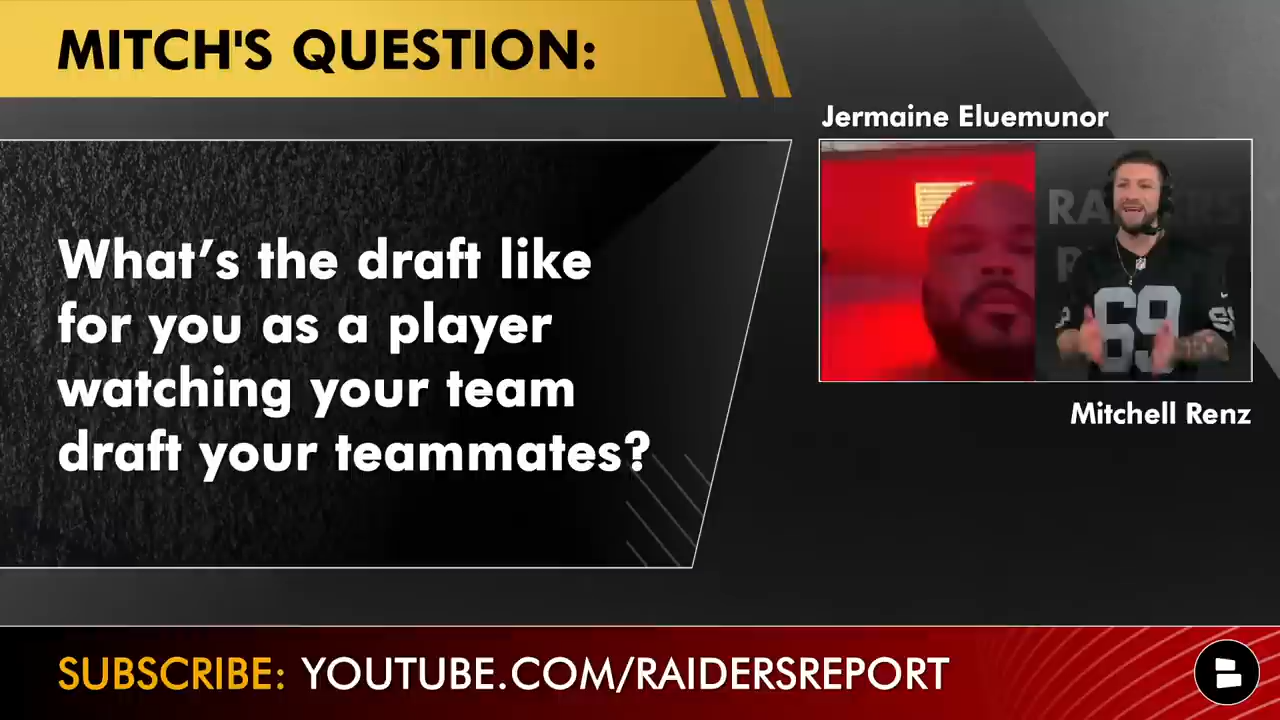 MITCH'S QUESTION:
Jermaine Eluemunor
What's the draft like
for you as a player
watching your team
draft your teammates?
69
Mitchell Renz
SUBSCRIBE: YOUTUBE.COM/RAIDERSREPORT